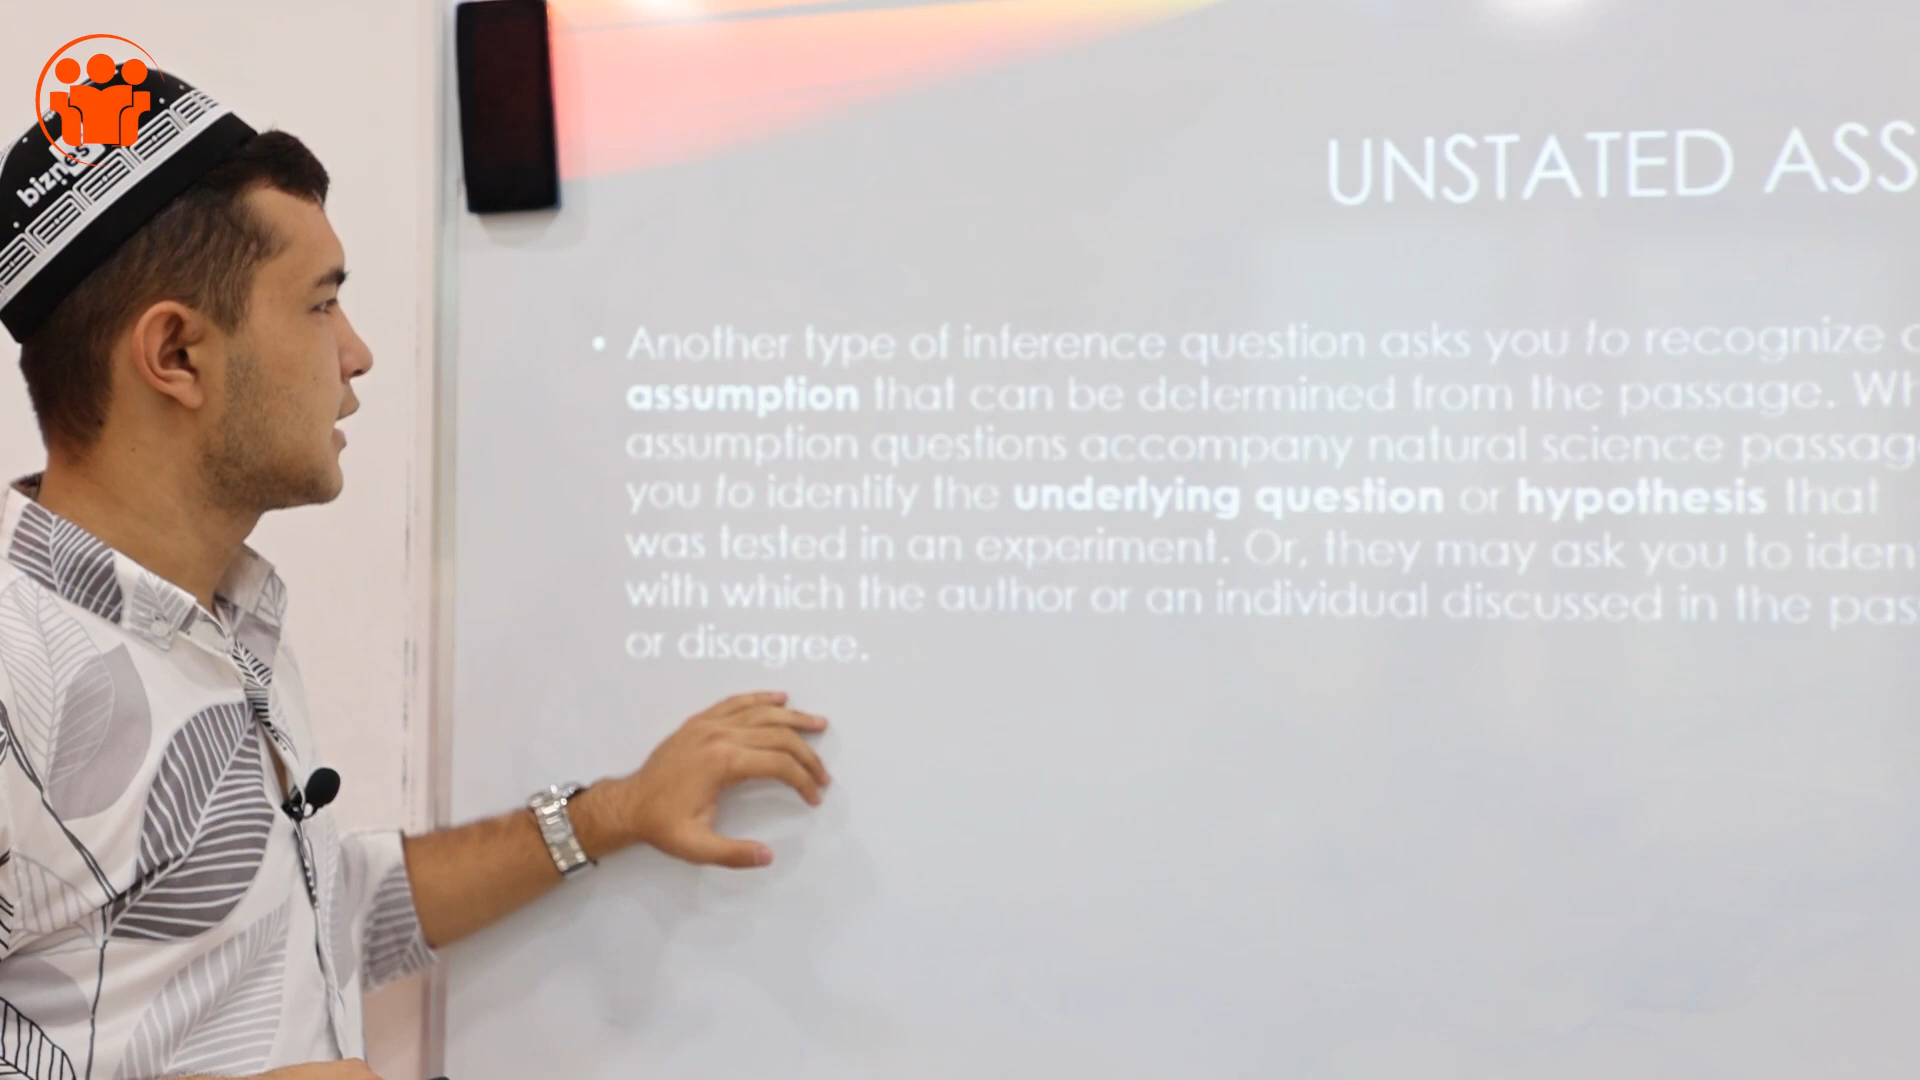 biznes
UNSTATED ASS
• Another type of inference question asks you to recognize
assumption that can be determined from the passage. Wh
assumption questions accompany natural science passag
you to identify the underlying question or hypothesis that
was tested in an experiment. Or, they may ask you to iden
with which the author or an individual discussed in the pas
or disagree.